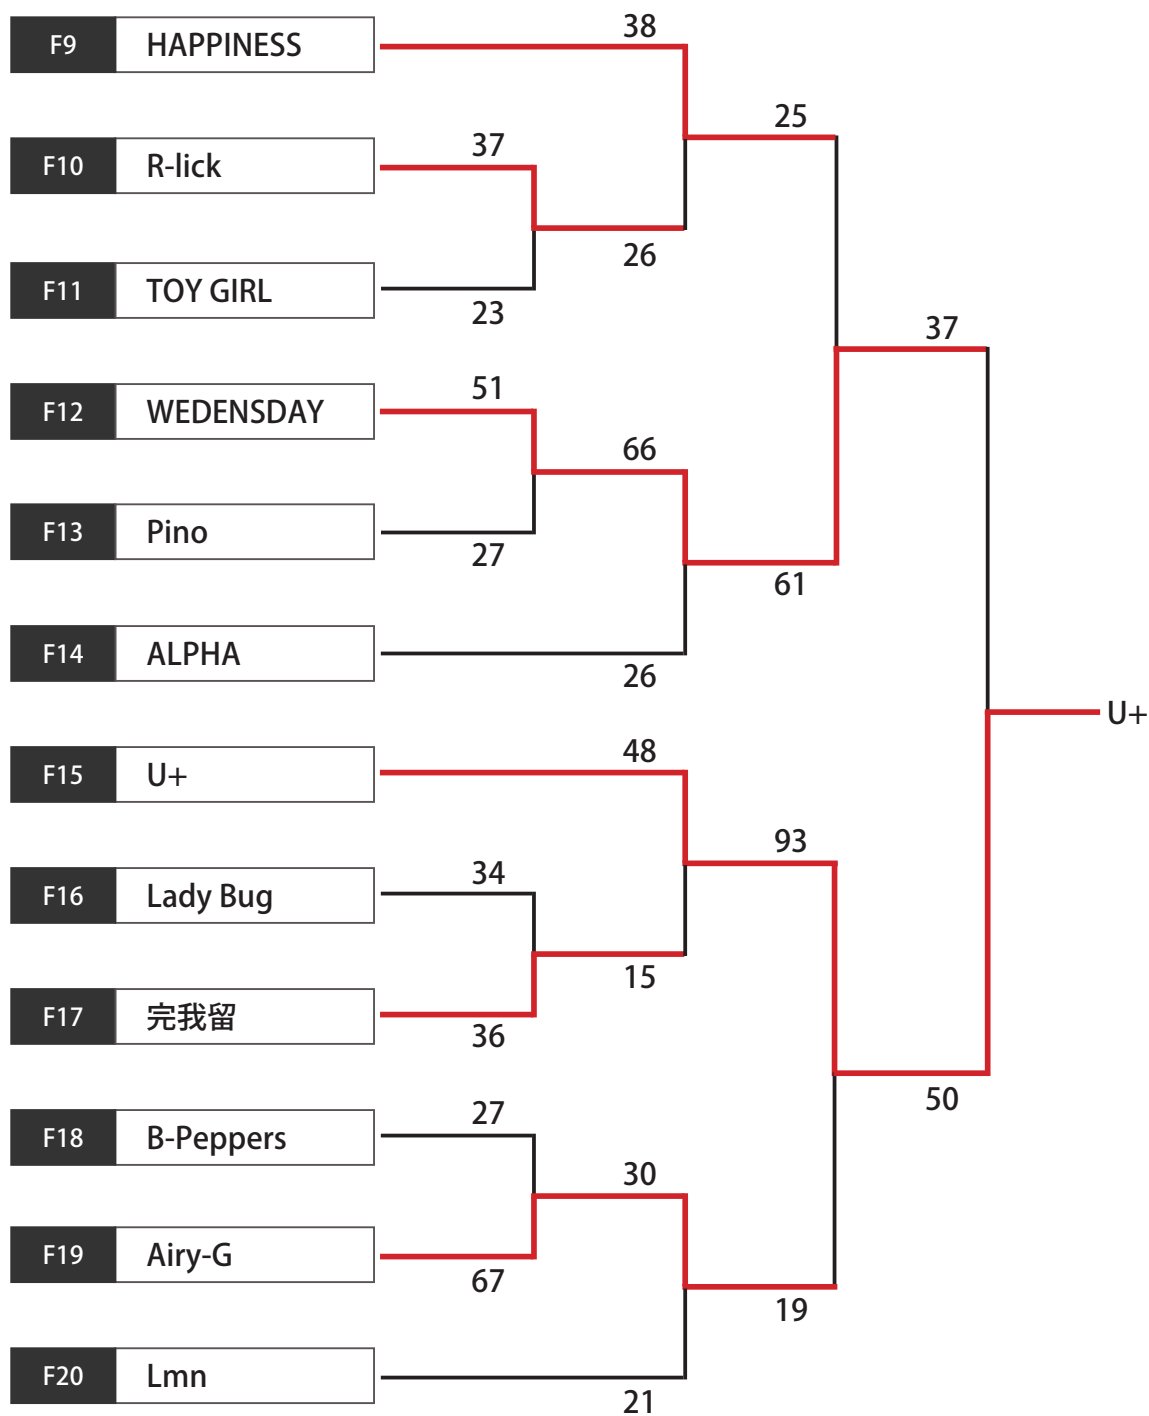 38
F9 HAPPINESS
25
37
F10 R-lick
26
F11 TOY GIRL
23
37
51
F12 WEDENSDAY
66
F13 Pino
27
61
F14 ALPHA
26
U+
48
F15 U+
93
34
F16 Lady Bug
15
F17 完我留
36
50
27
F18 B-Peppers
30
F19 Airy-G
67
19
F20 Lmn
21